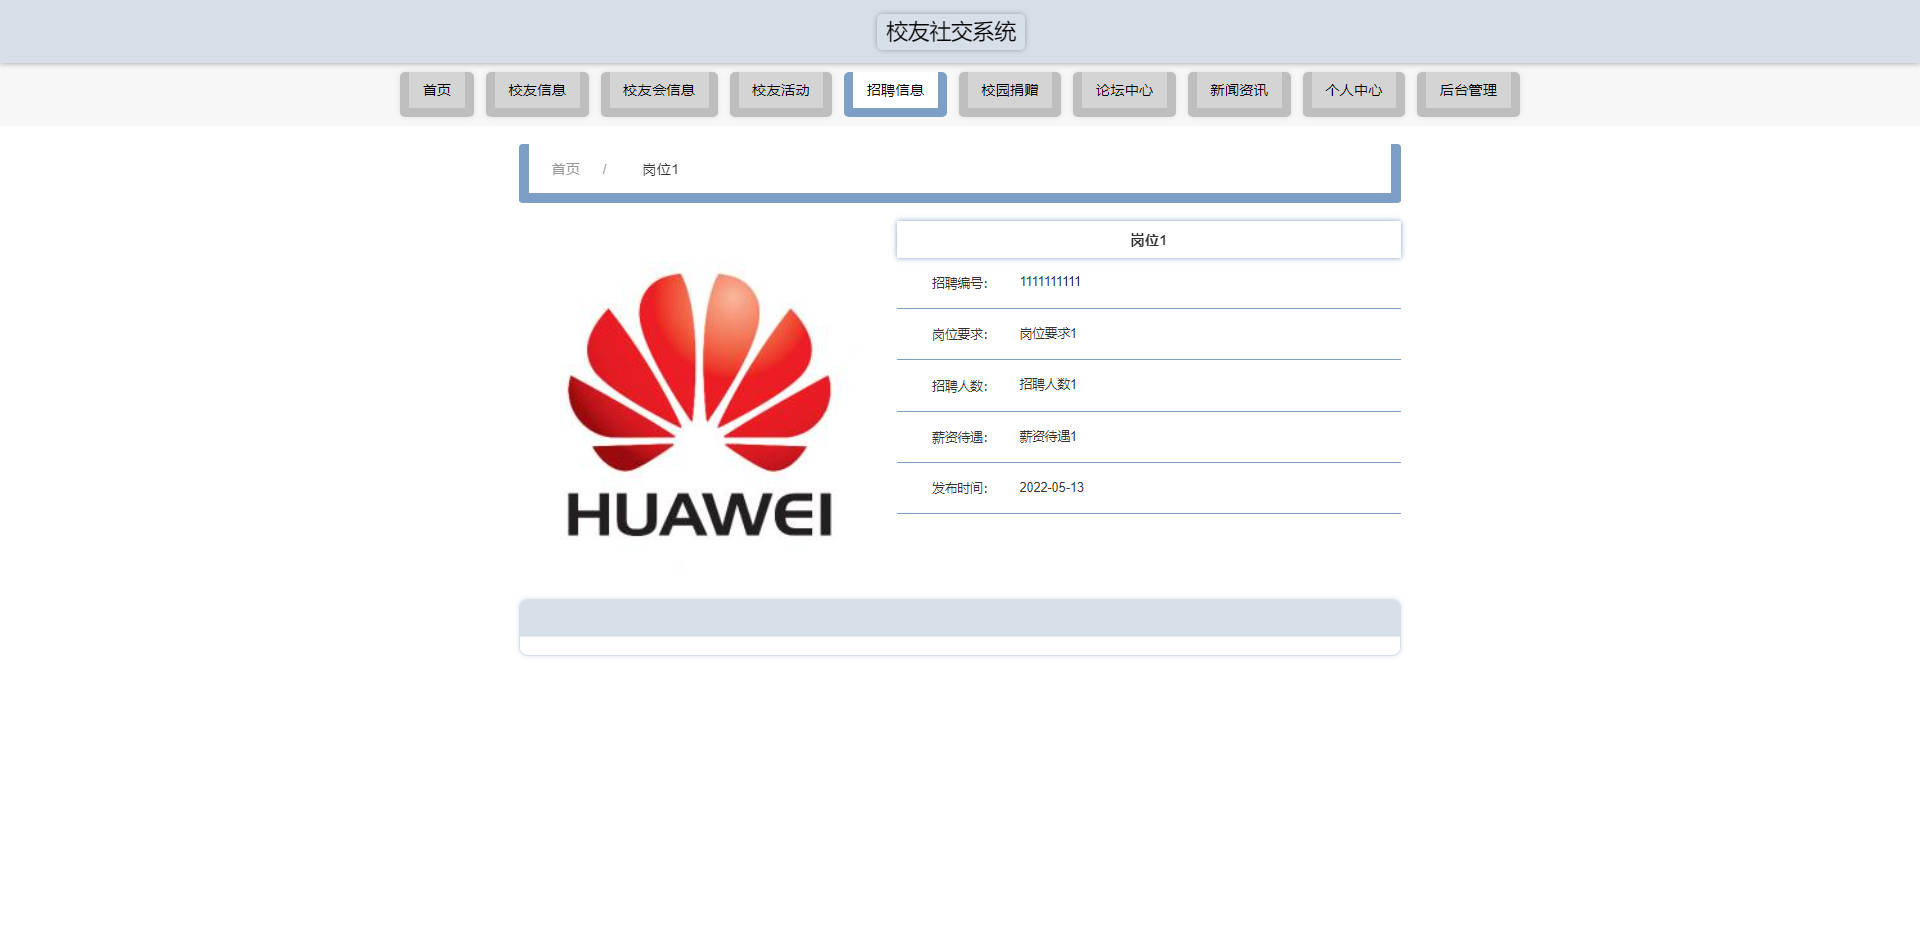 校友社交系统
首页 校友信息 校友会信息 校友活动 招聘信息 校园捐赠 论坛中心 新闻资讯 个人中心 后台管理
首页 / 岗位1
岗位1
招聘编号： 1111111111
岗位要求： 岗位要求1
招聘人数： 招聘人数1
薪资待遇： 薪资待遇1
发布时间： 2022-05-13
HUAWEI